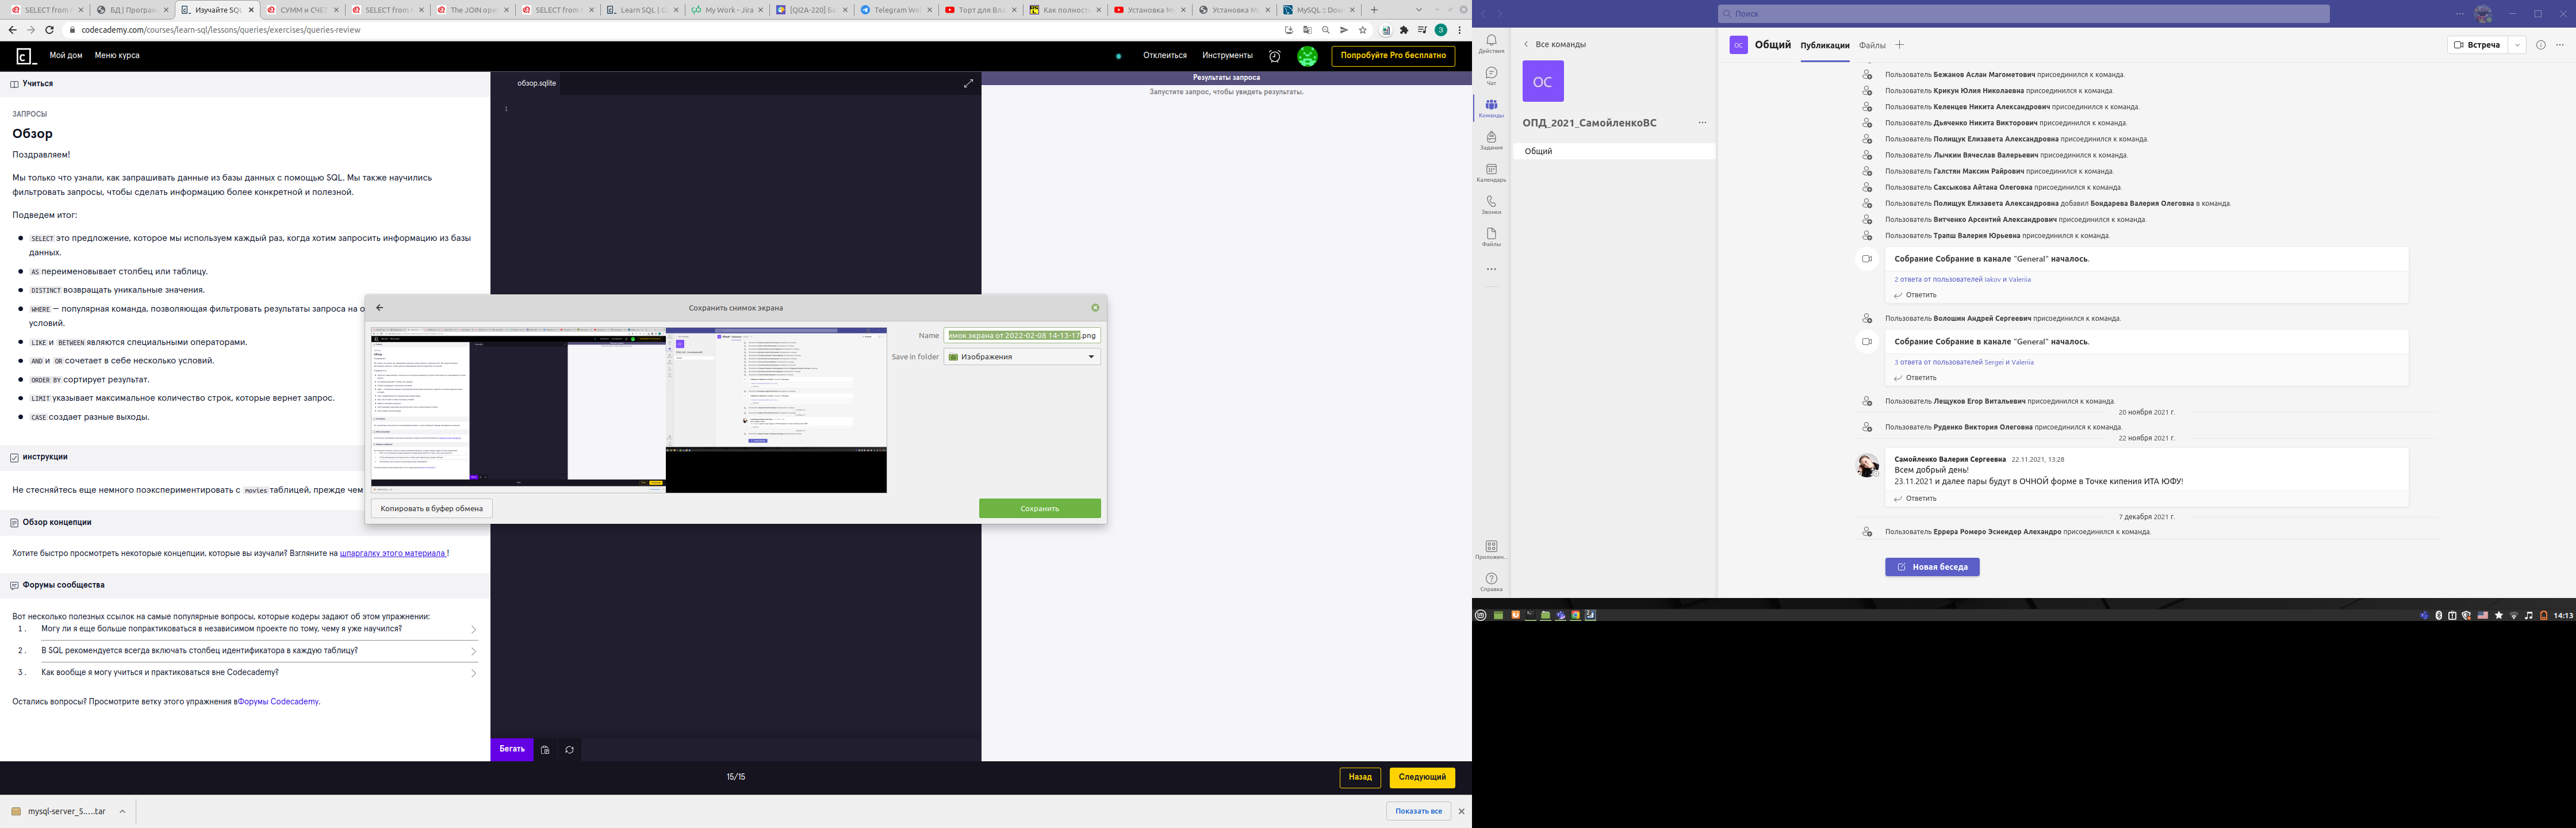 SELECT from
БД | Програм
Изучайте SQL
СУММ и СЧЕТ
SELECT from
The JOIN ope
SELECT from
Learn SQL | C
My Work - Jira
[QI2A-220] Ба
Telegram We
Торт для Вла
Как полност
Установка M
Установка M
MySQL :: Dow
codecademy.com/courses/learn-sql/lessons/queries/exercises/queries-review
Мой дом
Меню курса
Отклеиться
Инструменты
Попробуйте Pro бесплатно
Учиться
ЗАПРОСЫ
Обзор
Поздравляем!
Мы только что узнали, как запрашивать данные из базы данных с помощью SQL. Мы также научились
фильтровать запросы, чтобы сделать информацию более конкретной и полезной.
Подведем итог:
SELECT это предложение, которое мы используем каждый раз, когда хотим запросить информацию из базы
данных.
AS переименовывает столбец или таблицу.
DISTINCT возвращать уникальные значения.
WHERE — популярная команда, позволяющая фильтровать результаты запроса на о
условий.
LIKE и BETWEEN являются специальными операторами.
AND и OR сочетает в себе несколько условий.
ORDER BY сортирует результат.
LIMIT указывает максимальное количество строк, которые вернет запрос.
CASE создает разные выходы.
инструкции
Не стесняйтесь еще немного поэкспериментировать с movies таблицей, прежде чем
Обзор концепции
Хотите быстро просмотреть некоторые концепции, которые вы изучали? Взгляните на шпаргалку этого материала !
Форумы сообщества
Вот несколько полезных ссылок на самые популярные вопросы, которые кодеры задают об этом упражнении:
1. Могу ли я еще больше попрактиковаться в независимом проекте по тому, чему я уже научился?
2. В SQL рекомендуется всегда включать столбец идентификатора в каждую таблицу?
3. Как вообще я могу учиться и практиковаться вне Codecademy?
Остались вопросы? Просмотрите ветку этого упражнения вФорумы Codecademy.
обзор.sqlite
1
Результаты запроса
Запустите запрос, чтобы увидеть результаты.
Сохранить снимок экрана
Name
имок экрана от 2022-02-08 14-13-17.png
Save in folder
Изображения
Копировать в буфер обмена
Сохранить
Бегать
15/15
Назад
Следующий
mysql-server_5.....tar
Показать все
Поиск
Действия
Чат
Команды
Задания
Календарь
Звонки
Файлы
Приложен...
Справка
Все команды
ОС
ОПД_2021_СамойленкоВС
Общий
ОС
Общий
Публикации
Файлы
Встреча
Пользователь Бежанов Аслан Магометович присоединился к команда.
Пользователь Крикун Юлия Николаевна присоединился к команда.
Пользователь Келенцев Никита Александрович присоединился к команда.
Пользователь Дьяченко Никита Викторович присоединился к команда.
Пользователь Полищук Елизавета Александровна присоединился к команда.
Пользователь Лычкин Вячеслав Валерьевич присоединился к команда.
Пользователь Галстян Максим Райрович присоединился к команда.
Пользователь Саксыкова Айтана Олеговна присоединился к команда.
Пользователь Полищук Елизавета Александровна добавил Бондарева Валерия Олеговна в команда.
Пользователь Витченко Арсентий Александрович присоединился к команда.
Пользователь Трапш Валерия Юрьевна присоединился к команда.
Собрание Собрание в канале "General" началось.
2 ответа от пользователей Iakov и Valeriia
Ответить
Пользователь Волошин Андрей Сергеевич присоединился к команда.
Собрание Собрание в канале "General" началось.
3 ответа от пользователей Sergei и Valeriia
Ответить
Пользователь Лещуков Егор Витальевич присоединился к команда.
20 ноября 2021 г.
Пользователь Руденко Виктория Олеговна присоединился к команда.
22 ноября 2021 г.
Самойленко Валерия Сергеевна 22.11.2021, 13:28
Всем добрый день!
23.11.2021 и далее пары будут в ОЧНОЙ форме в Точке кипения ИТА ЮФУ!
Ответить
7 декабря 2021 г.
Пользователь Еррера Ромеро Эснеидер Алехандро присоединился к команда.
Новая беседа
14:13